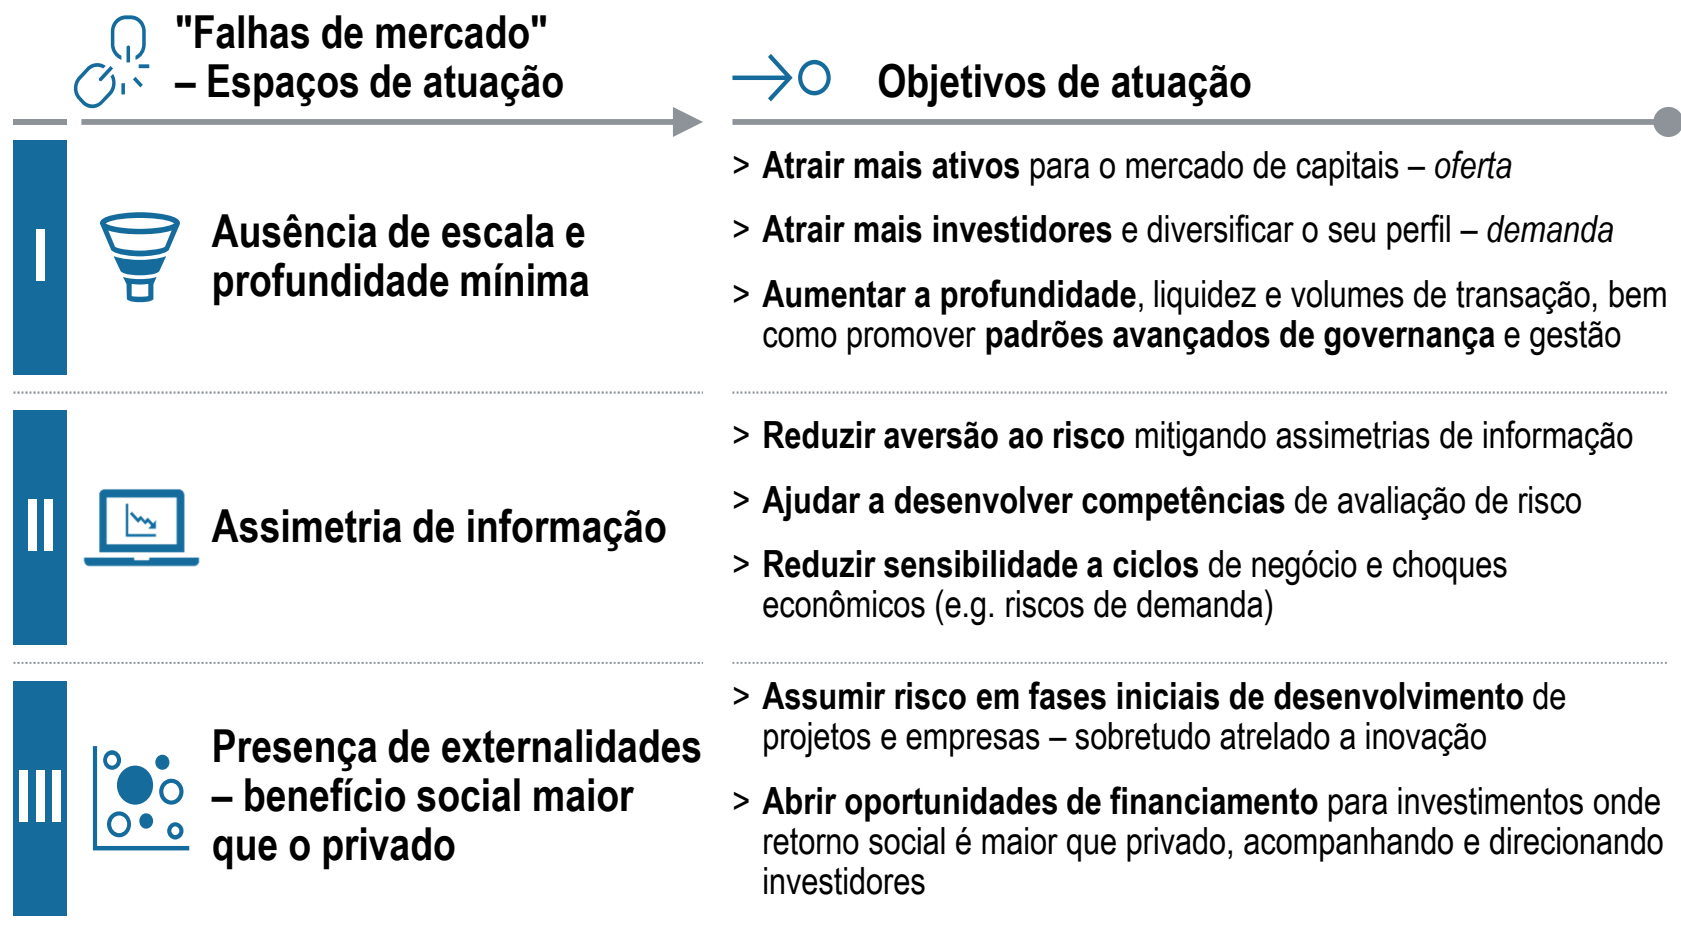 "Falhas de mercado"
– Espaços de atuação
Objetivos de atuação
I
Ausência de escala e
profundidade mínima
> Atrair mais ativos para o mercado de capitais – oferta
> Atrair mais investidores e diversificar o seu perfil – demanda
> Aumentar a profundidade, liquidez e volumes de transação, bem
como promover padrões avançados de governança e gestão
II
Assimetria de informação
> Reduzir aversão ao risco mitigando assimetrias de informação
> Ajudar a desenvolver competências de avaliação de risco
> Reduzir sensibilidade a ciclos de negócio e choques
econômicos (e.g. riscos de demanda)
III
Presença de externalidades
– benefício social maior
que o privado
> Assumir risco em fases iniciais de desenvolvimento de
projetos e empresas – sobretudo atrelado a inovação
> Abrir oportunidades de financiamento para investimentos onde
retorno social é maior que privado, acompanhando e direcionando
investidores